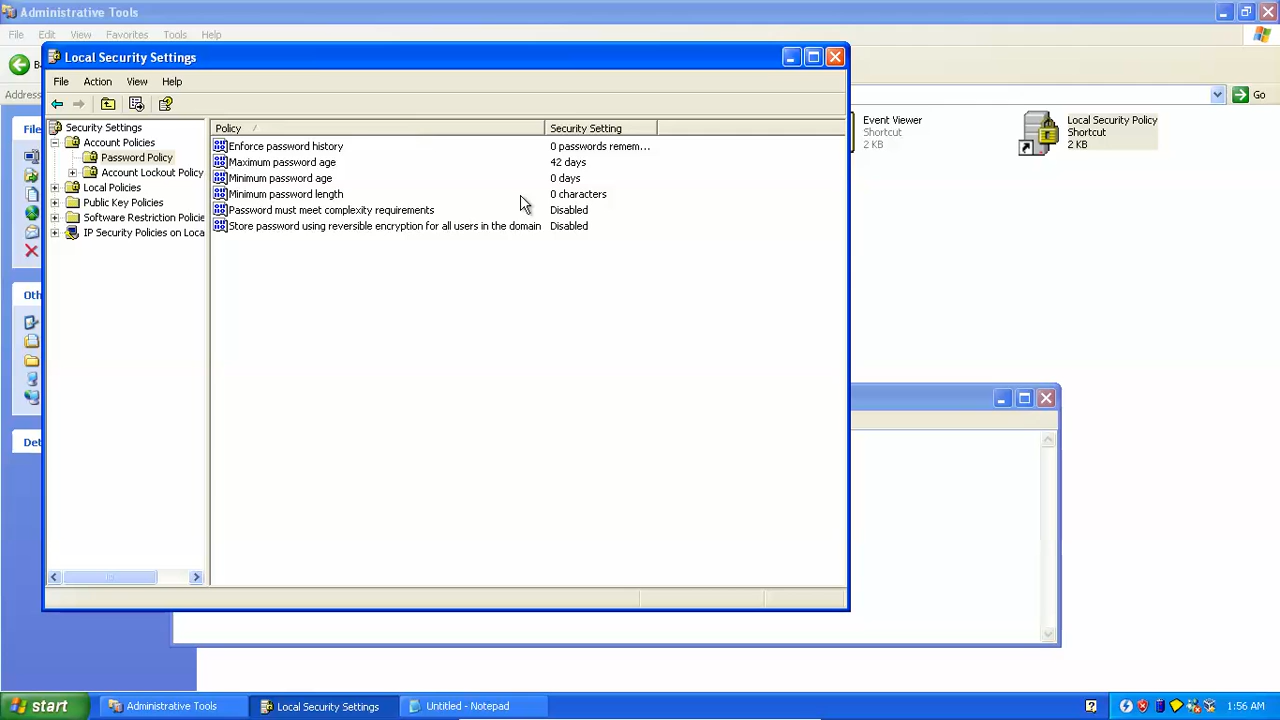 Administrative Tools
File Edit View Favorites Tools Help
Local Security Settings
File Action View Help
Address
Go
Security Settings
Account Policies
Password Policy
Account Lockout Policy
Local Policies
Public Key Policies
Software Restriction Policie
IP Security Policies on Loca
Policy Security Setting
Enforce password history 0 passwords remem...
Maximum password age 42 days
Minimum password age 0 days
Minimum password length 0 characters
Password must meet complexity requirements Disabled
Store password using reversible encryption for all users in the domain Disabled
Event Viewer
Shortcut
2 KB
Local Security Policy
Shortcut
2 KB
File
Oth
Det
start Administrative Tools Local Security Settings Untitled - Notepad 1:56 AM